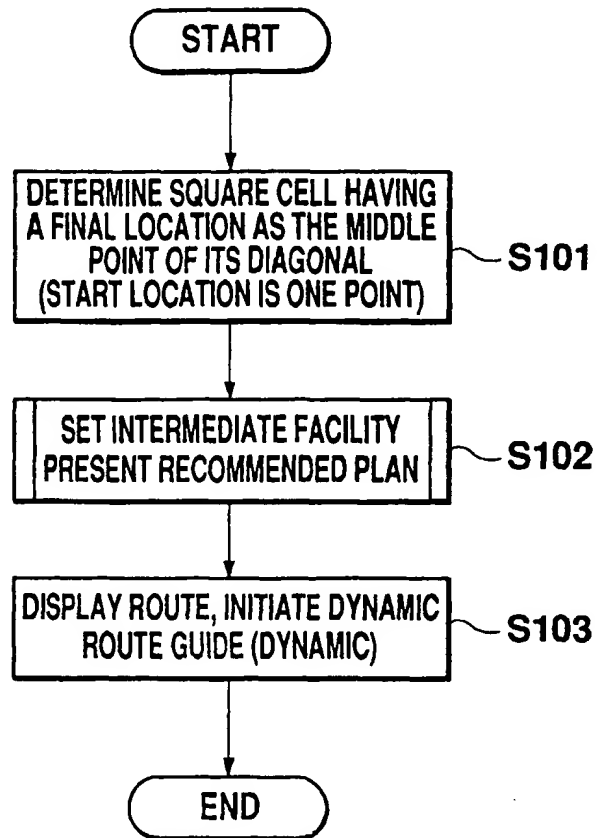 START
DETERMINE SQUARE CELL HAVING
A FINAL LOCATION AS THE MIDDLE
POINT OF ITS DIAGONAL
(START LOCATION IS ONE POINT)
S101
SET INTERMEDIATE FACILITY
PRESENT RECOMMENDED PLAN
S102
DISPLAY ROUTE, INITIATE DYNAMIC
ROUTE GUIDE (DYNAMIC)
S103
END